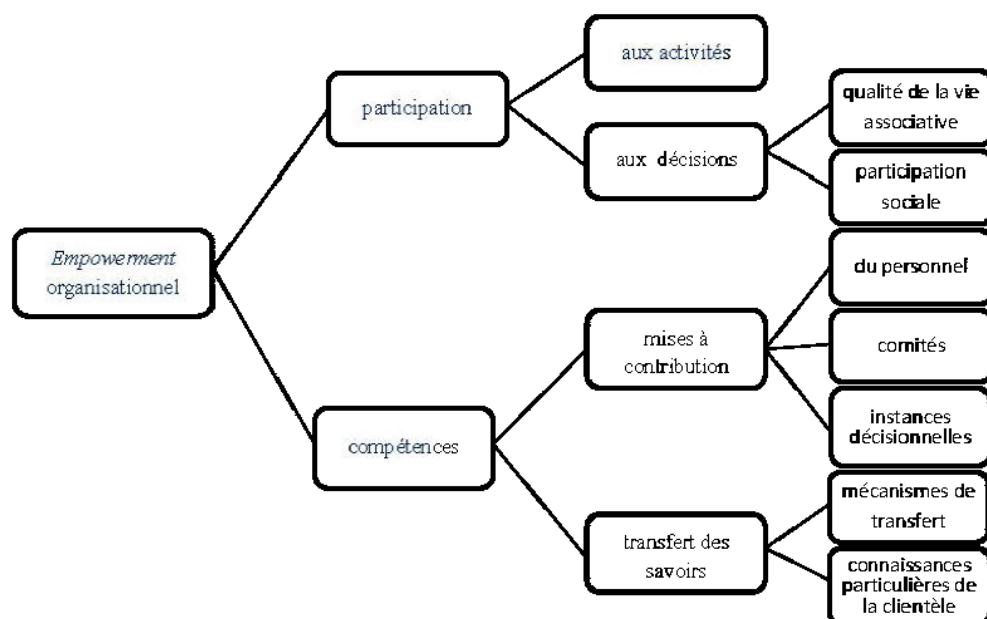 aux activités
participation
qualité de la vie
associative
aux décisions
participation
sociale
Empowerment
organisationnel
du personnel
mises à
contribution
comités
instances
décisionnelles
compétences
mécanismes de
transfert
transfert des
savoirs
connaissances
particulières de
la clientèle